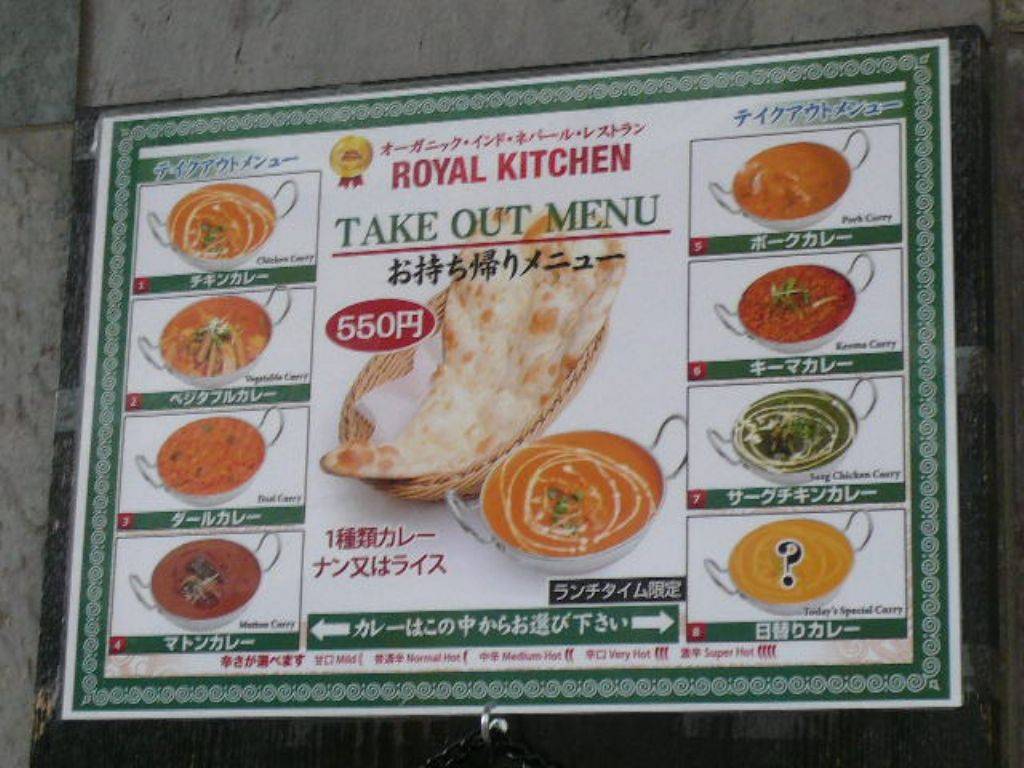 オーガニック・インド・ネパール・レストラン
ROYAL KITCHEN
TAKE OUT MENU
お持ち帰りメニュー
550円
1種類カレー
ナン又はライス
ランチタイム限定
カレーはこの中からお選び下さい
テイクアウトメニュー
Chicken Curry
1 チキンカレー
Vegetable Curry
2 ベジタブルカレー
Daal Curry
3 ダールカレー
Mutton Curry
4 マトンカレー
テイクアウトメニュー
Pork Curry
5 ポークカレー
Keema Curry
6 キーマカレー
Saag Chicken Curry
7 サーグチキンカレー
?
Today's Special Curry
8 日替りカレー
辛さが選べます 甘口 Mild 普通辛 Normal Hot 中辛 Medium Hot 辛口 Very Hot 激辛 Super Hot